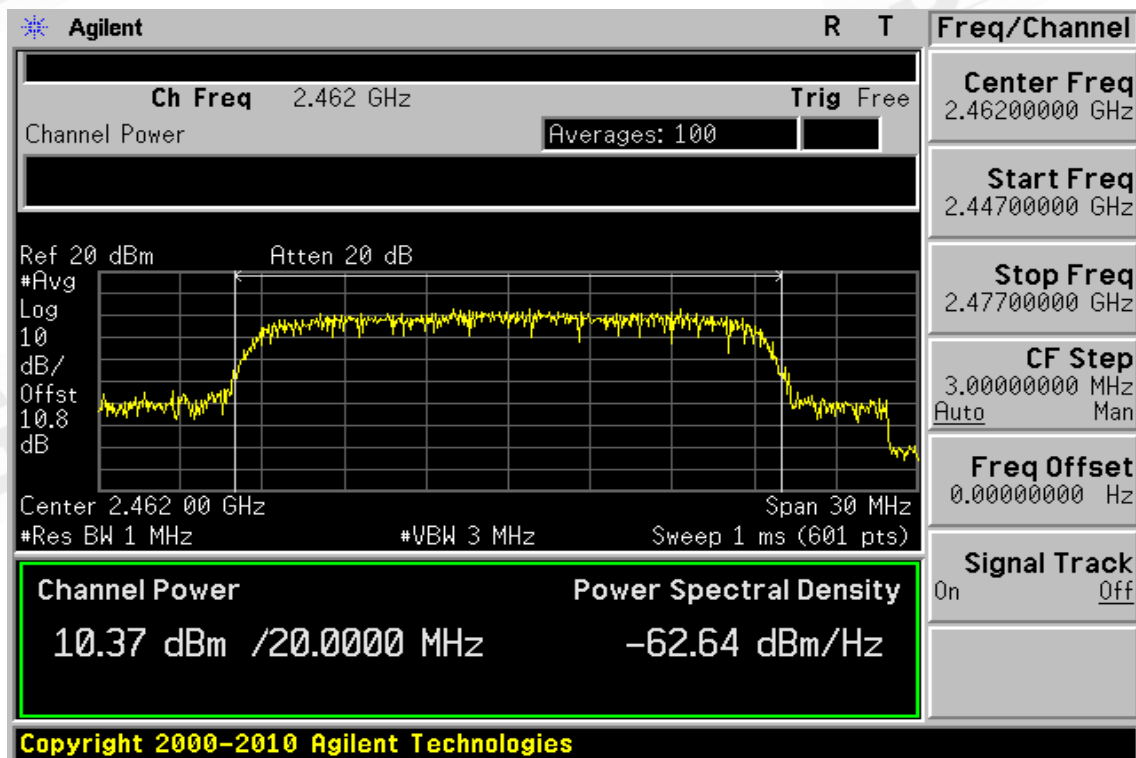 Agilent R T
Ch Freq 2.462 GHz Trig Free
Channel Power Averages: 100
Ref 20 dBm Atten 20 dB
#Avg
Log
10
dB/
Offst
10.8
dB
Center 2.462 00 GHz Span 30 MHz
#Res BW 1 MHz #VBW 3 MHz Sweep 1 ms (601 pts)
Channel Power Power Spectral Density
10.37 dBm /20.0000 MHz -62.64 dBm/Hz
Copyright 2000-2010 Agilent Technologies
Freq/Channel
Center Freq
2.46200000 GHz
Start Freq
2.44700000 GHz
Stop Freq
2.47700000 GHz
CF Step
3.00000000 MHz
Auto Man
Freq Offset
0.00000000 Hz
Signal Track
On Off